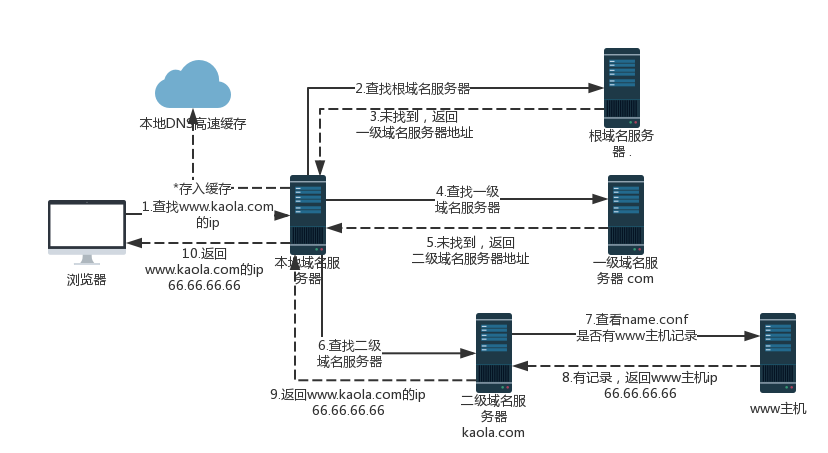 本地DNS高速缓存
*存入缓存
1.查找www.kaola.com
的ip
10.返回
www.kaola.com的ip
66.66.66.66
浏览器
本地域名服
务器
2.查找根域名服务器
3.未找到，返回
一级域名服务器地址
根域名服务
器 .
4.查找一级
域名服务器
5.未找到，返回
二级域名服务器地址
一级域名服
务器 com
6.查找二级
域名服务器
7.查看name.conf
是否有www主机记录
8.有记录，返回www主机ip
66.66.66.66
9.返回www.kaola.com的ip
66.66.66.66
二级域名服
务器
kaola.com
www主机